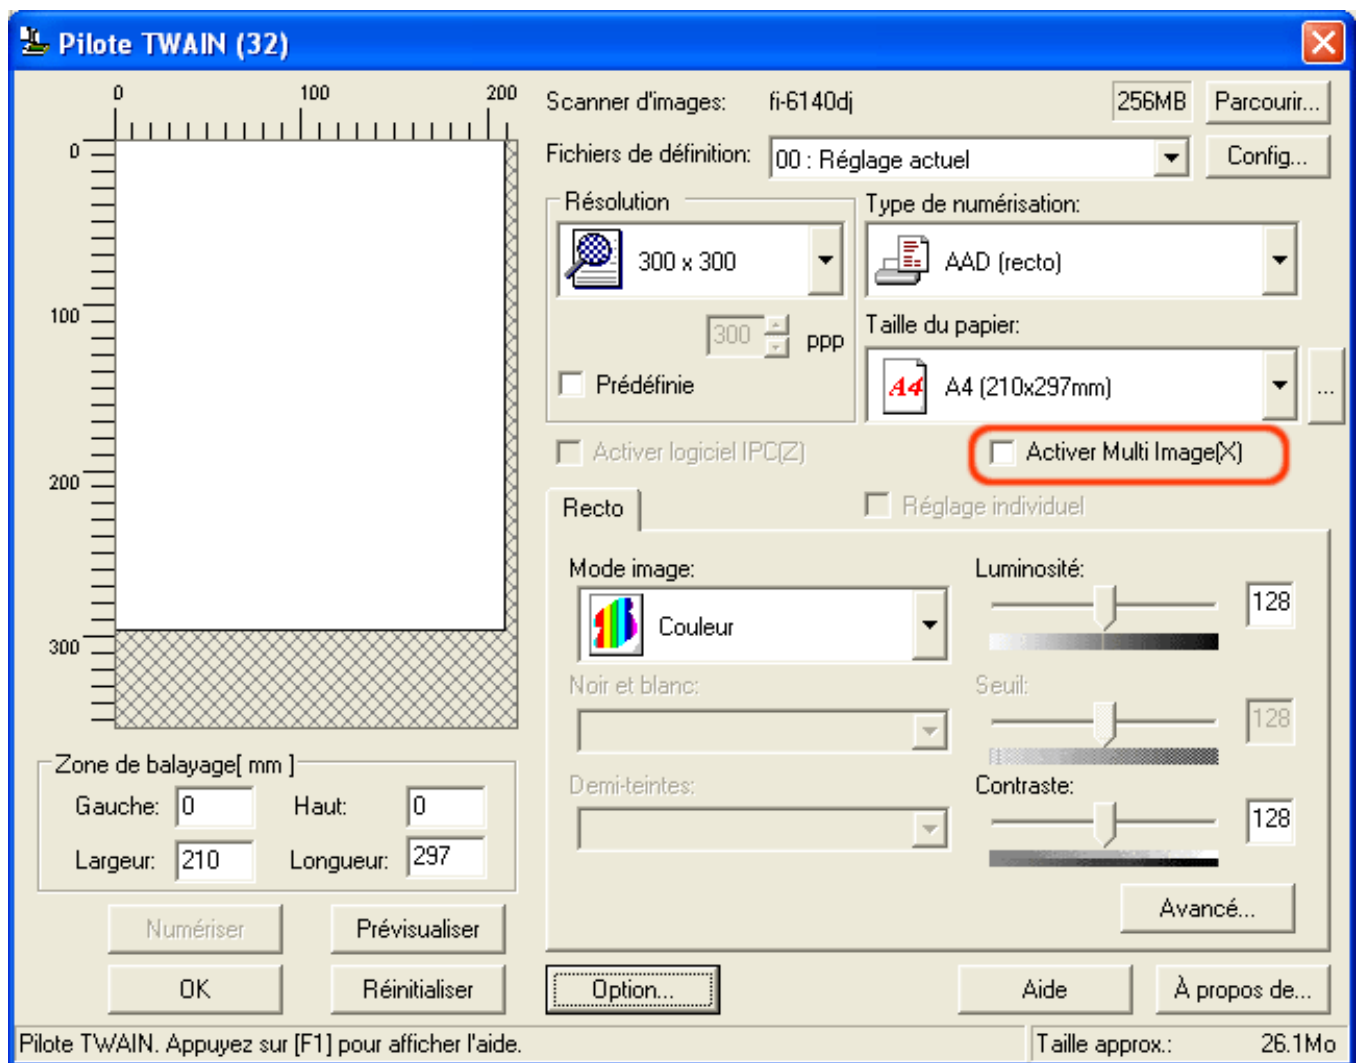 Pilote TWAIN (32)
0 100 200
0
100
200
300
Scanner d'images: fi-6140dj 256MB Parcourir...
Fichiers de définition: 00 : Réglage actuel Config...
Résolution
300 x 300
300 ppp
Prédéfinie
Type de numérisation:
AAD (recto)
Taille du papier:
A4 A4 (210x297mm) ...
Activer logiciel IPC(Z) Activer Multi Image(X)
Recto Réglage individuel
Mode image:
Couleur
Noir et blanc:
Demi-teintes:
Luminosité:
128
Seuil:
128
Contraste:
128
Avancé...
Zone de balayage[ mm ]
Gauche: 0 Haut: 0
Largeur: 210 Longueur: 297
Numériser Prévisualiser
OK Réinitialiser Option... Aide À propos de...
Pilote TWAIN. Appuyez sur [F1] pour afficher l'aide. Taille approx.: 26.1Mo